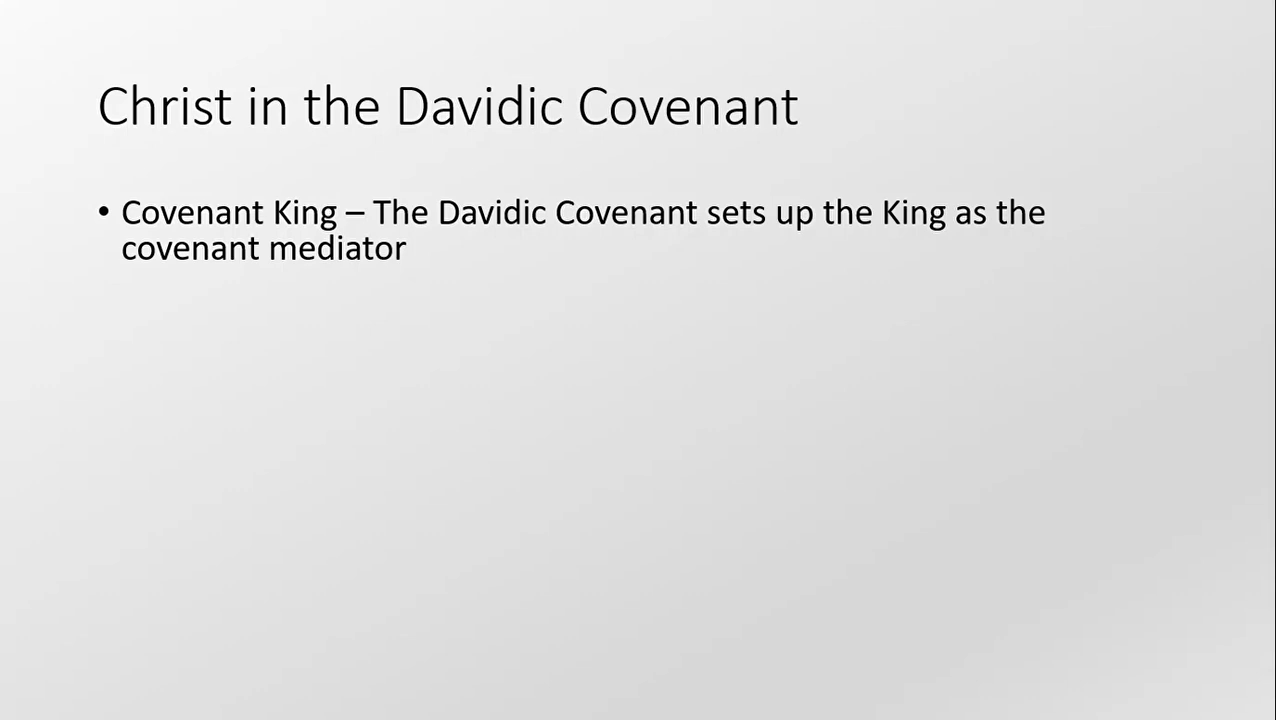 Christ in the Davidic Covenant
• Covenant King – The Davidic Covenant sets up the King as the
covenant mediator